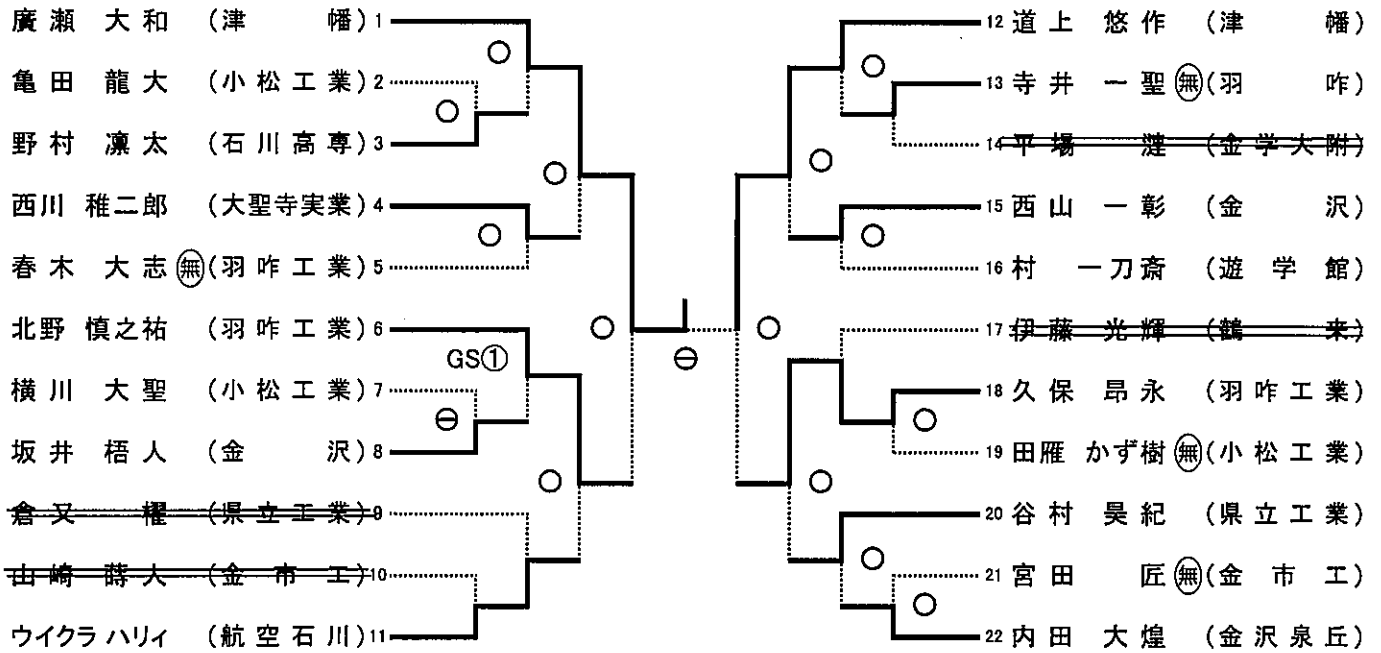 廣瀬 大和 (津 幡) 1
亀田 龍大 (小松工業) 2
野村 凛太 (石川高専) 3
西川 稚二郎 (大聖寺実業) 4
春木 大志 ㊒(羽咋工業) 5
北野 慎之祐 (羽咋工業) 6
GS①
横川 大聖 (小松工業) 7
坂井 梧人 (金 沢) 8
倉又 櫂 (県立工業) 9
山崎 蒔人 (金市工) 10
ウイクラ ハリィ (航空石川) 11
12 道上 悠作 (津 幡)
13 寺井 一聖 無 (羽 咋)
14 平場 漣 (金学大附)
15 西山 一彰 (金 沢)
16 村 一刀斎 (遊学館)
17 伊藤 光輝 (鶴 来)
18 久保 昴永 (羽咋工業)
19 田雁 かず樹 無 (小松工業)
20 谷村 昊紀 (県立工業)
21 宮田 匠 無 (金市工)
22 内田 大煌 (金沢泉丘)